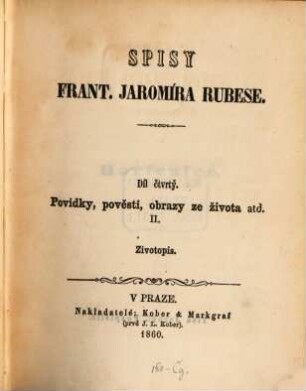 SPISY
FRANT. JAROMÍRA RUBESE.
Díl čtvrtý.
Povídky, pověsti, obrazy ze života atd.
II.
Životopis.
V PRAZE.
Nakladatelé: Kober & Markgraf
(prvé J. L. Kober).
1860.